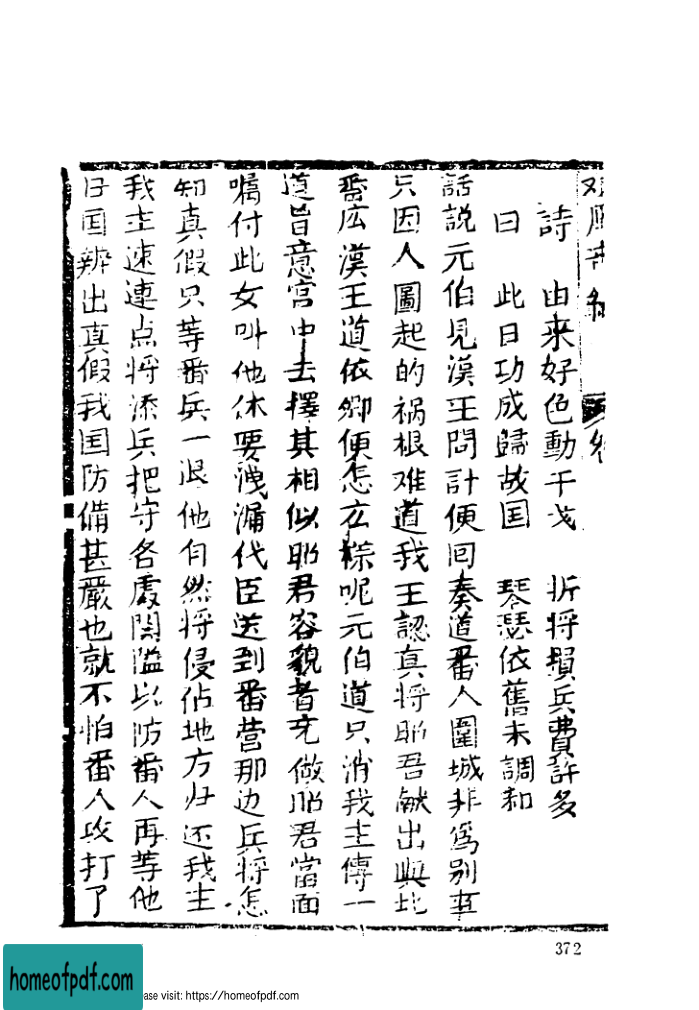 詩　由来好色動干戈　折将損兵費許多
曰　此日功成歸故国　琴瑟依舊未調和
話説元伯見漢王問計便回奏道番人圍城非爲别事
只因人圖起的祸根难道我王認真将昭君献出與北
番庅漢王道依卿便怎庅樣呢元伯道只消我主傳一
道旨意宫中去擇其相似昭君容貌者充做昭君當面
嘱付此女叫他休要洩漏代臣送到番营那边兵将怎
知真假只等番兵一退他自然将侵佔地方归还我主
我主速速点将添兵把守各處関隘以防番人再等他
日国辨出真假我国防備甚嚴也就不怕番人攻打了
372
homeofpdf.com
ase visit: https://homeofpdf.com